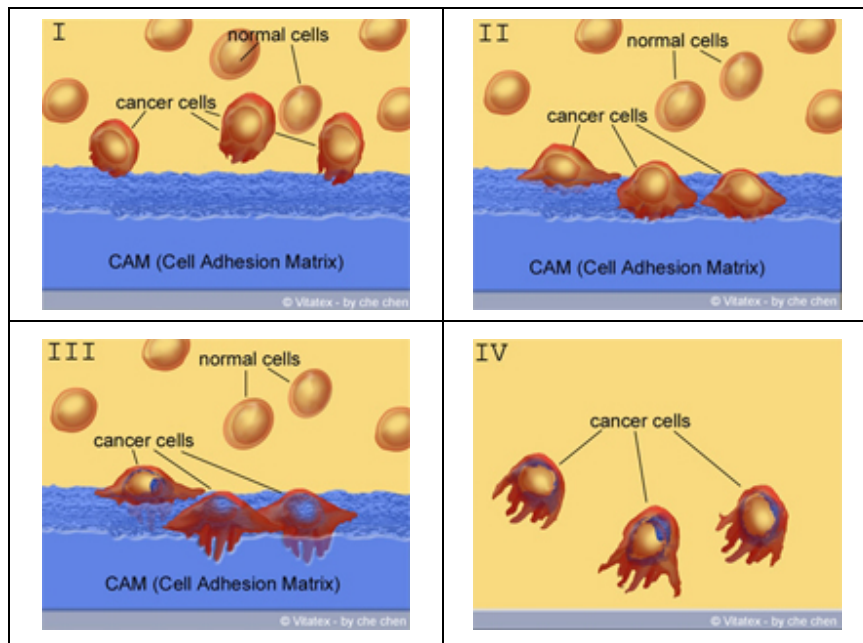 I
normal cells
cancer cells
CAM (Cell Adhesion Matrix)
© Vitatex - by che chen
II
normal cells
cancer cells
CAM (Cell Adhesion Matrix)
© Vitatex - by che chen
III
normal cells
cancer cells
CAM (Cell Adhesion Matrix)
© Vitatex - by che chen
IV
cancer cells
© Vitatex - by che chen